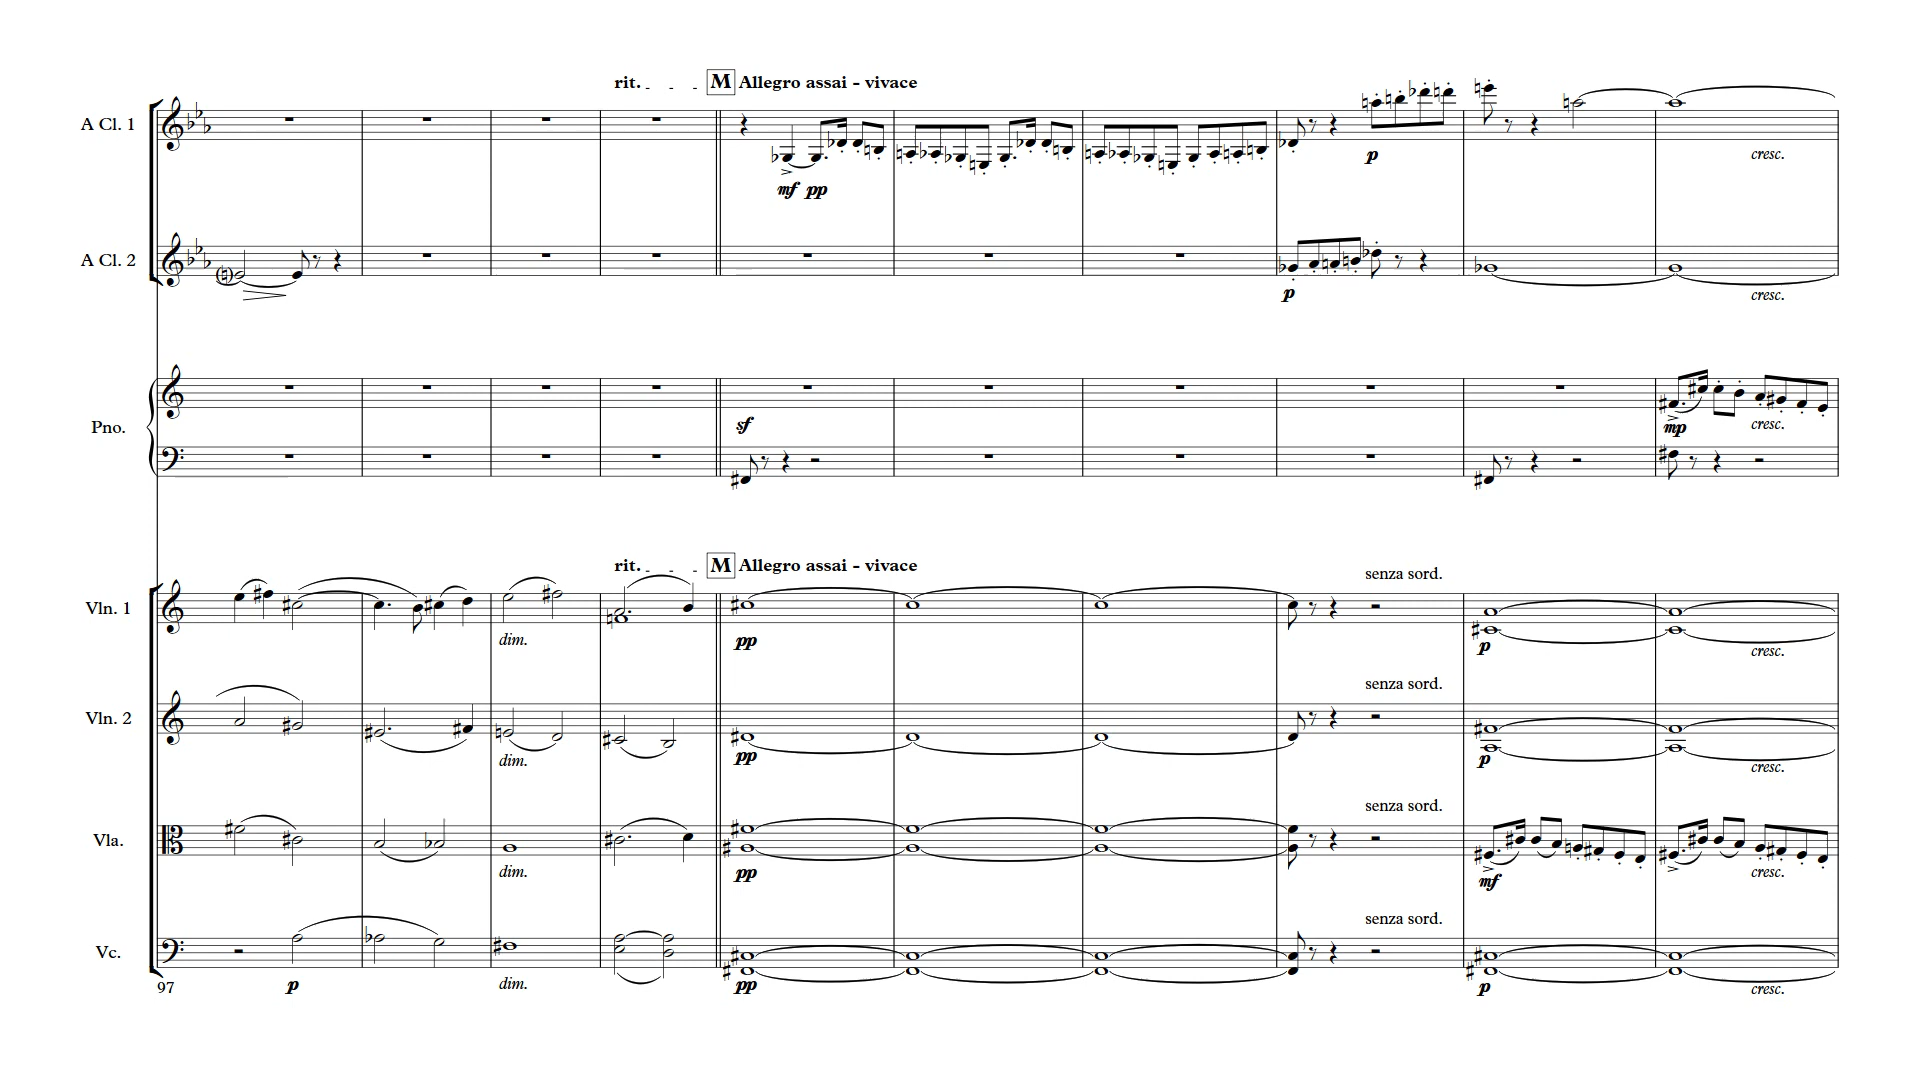 rit. M Allegro assai - vivace
A Cl. 1
cresc.
mf pp
p
A Cl. 2
p
cresc.
Pno.
sf
mp
cresc.
rit. M Allegro assai - vivace
senza sord.
Vln. 1
dim.
pp
p
cresc.
senza sord.
Vln. 2
dim.
pp
p
cresc.
senza sord.
Vla.
dim.
pp
mf
cresc.
senza sord.
Vc.
97
p
dim.
pp
p
cresc.